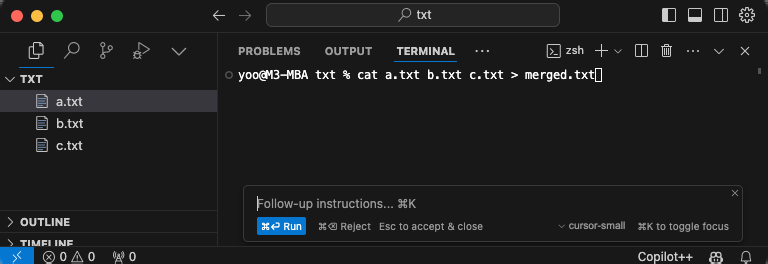 txt
PROBLEMS OUTPUT TERMINAL ··· zsh
TXT
a.txt
b.txt
c.txt
OUTLINE
TIMELINE
yoo@M3-MBA txt % cat a.txt b.txt c.txt > merged.txt
Follow-up instructions... ⌘K
⌘⏎ Run ⌘⌫ Reject Esc to accept & close cursor-small ⌘K to toggle focus
0 0 0 Copilot++